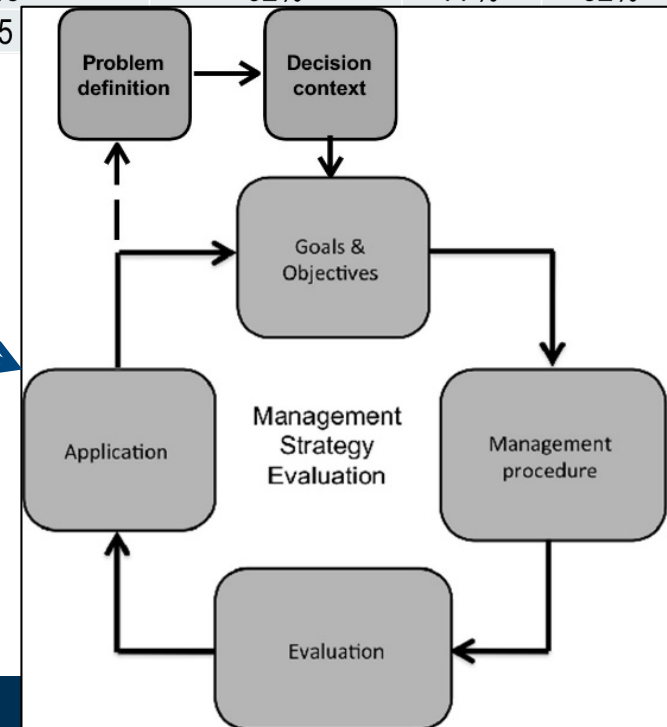 5
Problem
definition
Decision
context
Goals &
Objectives
Application
Management
Strategy
Evaluation
Management
procedure
Evaluation